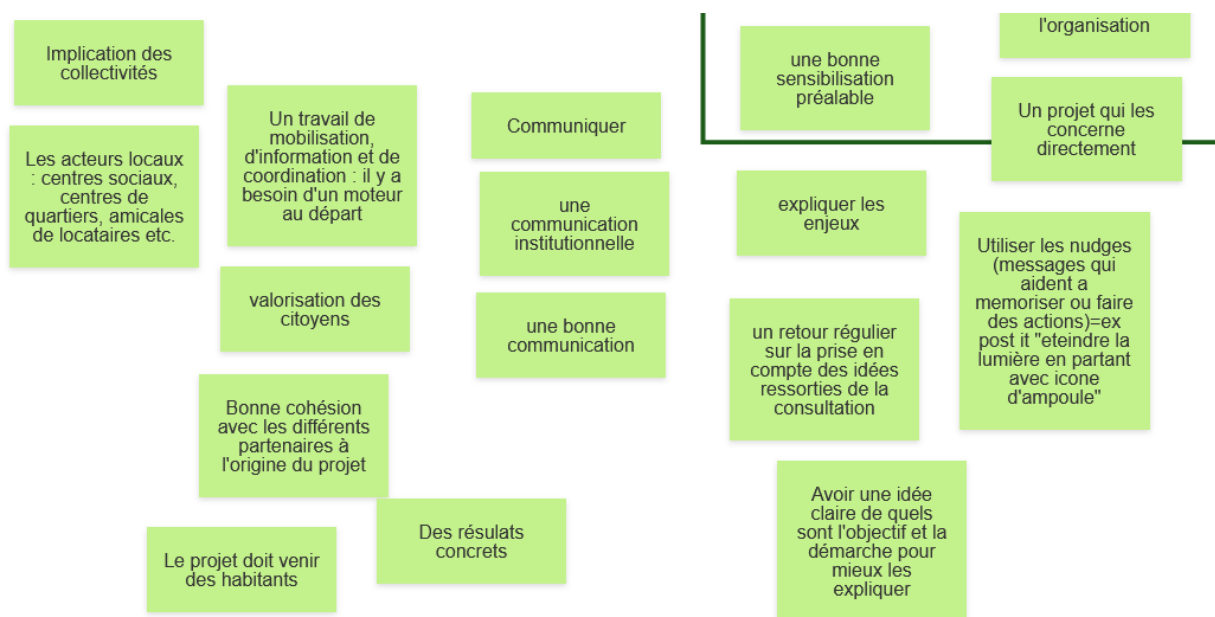 Implication des
collectivités
Les acteurs locaux
: centres sociaux,
centres de
quartiers, amicales
de locataires etc.
Un travail de
mobilisation,
d'information et de
coordination : il y a
besoin d'un moteur
au départ
valorisation des
citoyens
Bonne cohésion
avec les différents
partenaires à
l'origine du projet
Le projet doit venir
des habitants
Des résulats
concrets
Communiquer
une
communication
institutionnelle
une bonne
communication
une bonne
sensibilisation
préalable
l'organisation
Un projet qui les
concerne
directement
expliquer les
enjeux
Utiliser les nudges
(messages qui
aident a
memoriser ou faire
des actions)=ex
post it "eteindre la
lumière en partant
avec icone
d'ampoule"
un retour régulier
sur la prise en
compte des idées
ressorties de la
consultation
Avoir une idée
claire de quels
sont l'objectif et la
démarche pour
mieux les
expliquer